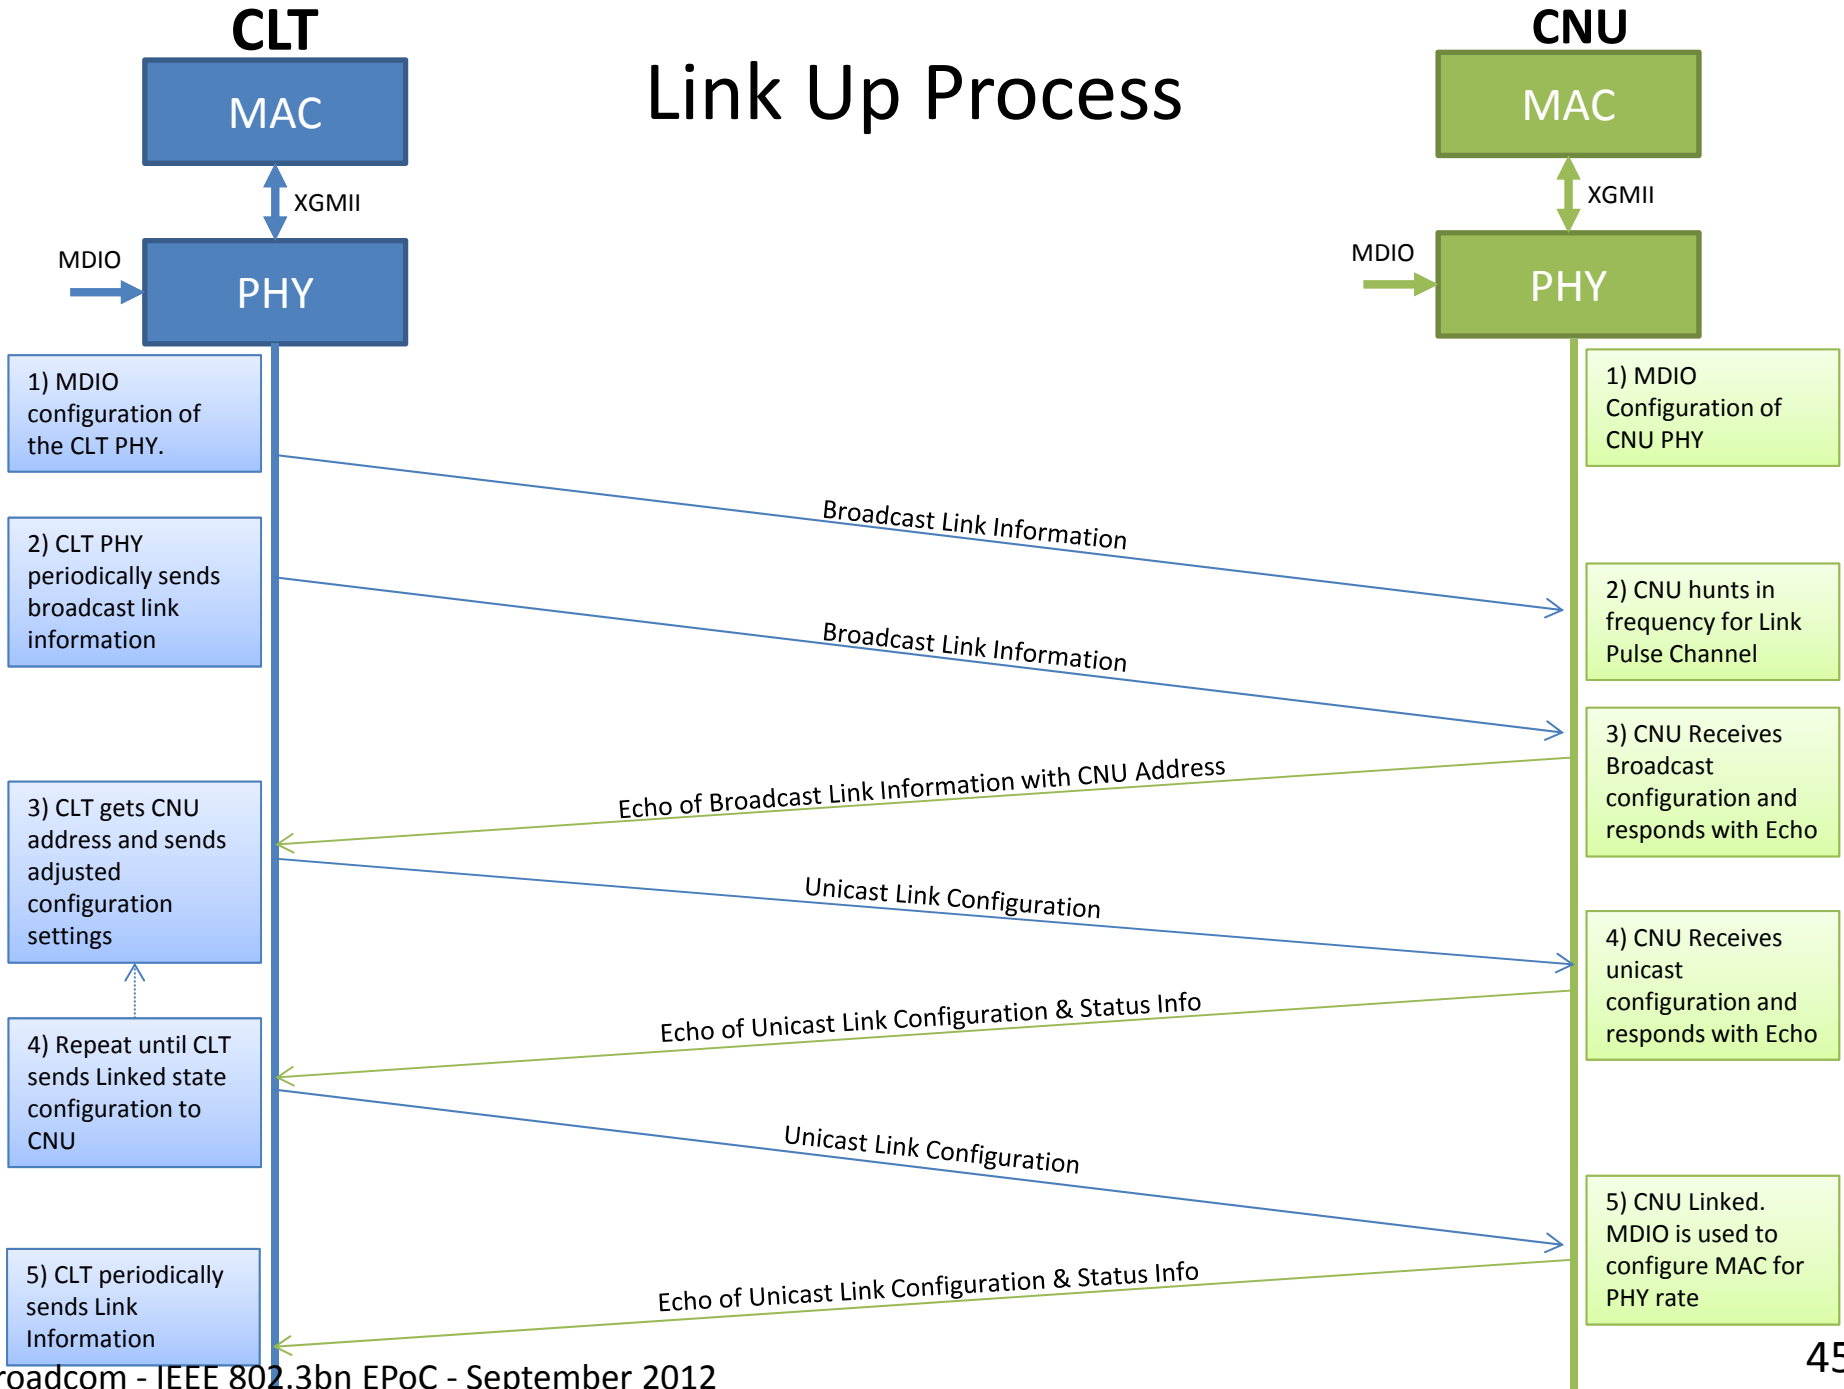 CLT
CNU
Link Up Process
MAC
MAC
XGMII
XGMII
MDIO
MDIO
PHY
PHY
1) MDIO
configuration of
the CLT PHY.
1) MDIO
Configuration of
CNU PHY
Broadcast Link Information
2) CLT PHY
periodically sends
broadcast link
information
2) CNU hunts in
frequency for Link
Pulse Channel
Broadcast Link Information
3) CNU Receives
Broadcast
configuration and
responds with Echo
Echo of Broadcast Link Information with CNU Address
3) CLT gets CNU
address and sends
adjusted
configuration
settings
Unicast Link Configuration
4) CNU Receives
unicast
configuration and
responds with Echo
Echo of Unicast Link Configuration & Status Info
4) Repeat until CLT
sends Linked state
configuration to
CNU
Unicast Link Configuration
5) CNU Linked.
MDIO is used to
configure MAC for
PHY rate
Echo of Unicast Link Configuration & Status Info
5) CLT periodically
sends Link
Information
roadcom - IEEE 802.3bn EPoC - September 2012
45